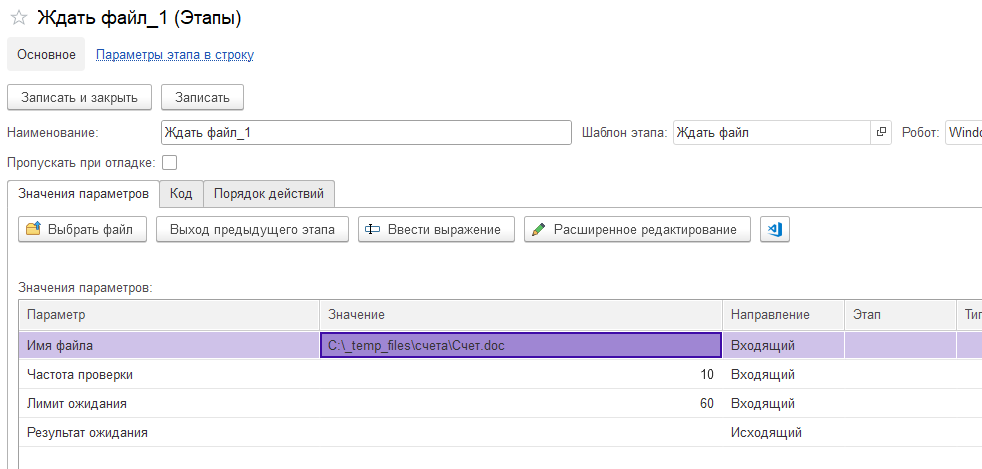 Ждать файл_1 (Этапы)
Основное Параметры этапа в строку
Записать и закрыть Записать
Наименование: Ждать файл_1 Шаблон этапа: Ждать файл Робот: Windo
Пропускать при отладке:
Значения параметров Код Порядок действий
Выбрать файл Выход предыдущего этапа Ввести выражение Расширенное редактирование
Значения параметров:
Параметр Значение Направление Этап Тип
Имя файла C:\_temp_files\счета\Счет.doc Входящий
Частота проверки 10 Входящий
Лимит ожидания 60 Входящий
Результат ожидания Исходящий